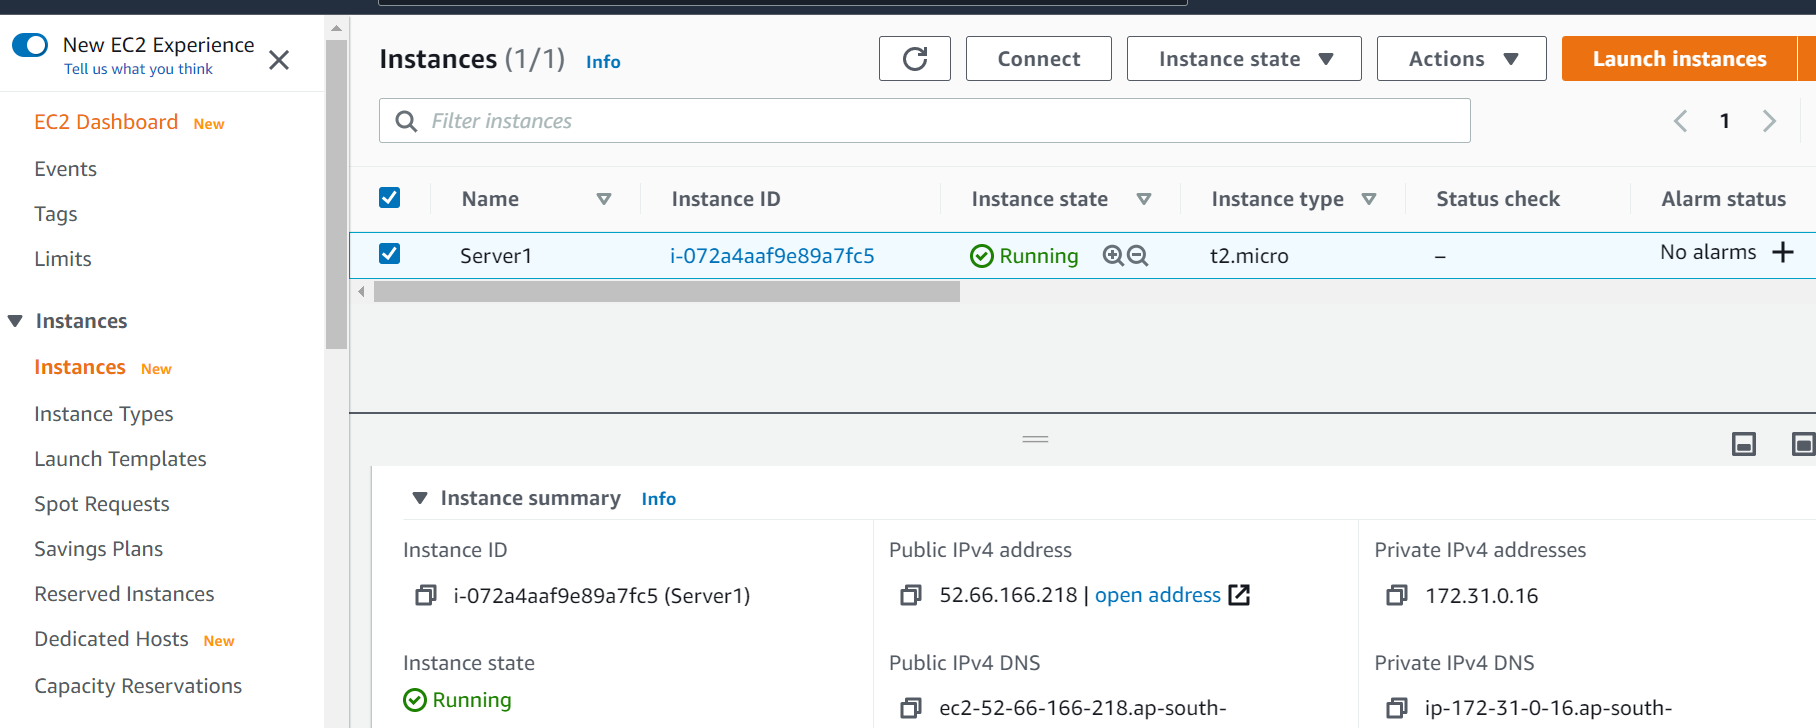 New EC2 Experience
Tell us what you think
EC2 Dashboard New
Events
Tags
Limits
Instances
Instances New
Instance Types
Launch Templates
Spot Requests
Savings Plans
Reserved Instances
Dedicated Hosts New
Capacity Reservations
Instances (1/1) Info
Connect
Instance state
Actions
Launch instances
Filter instances
1
Name Instance ID Instance state Instance type Status check Alarm status
Server1 i-072a4aaf9e89a7fc5 Running t2.micro – No alarms +
Instance summary Info
Instance ID Public IPv4 address Private IPv4 addresses
i-072a4aaf9e89a7fc5 (Server1) 52.66.166.218 | open address 172.31.0.16
Instance state Public IPv4 DNS Private IPv4 DNS
Running ec2-52-66-166-218.ap-south- ip-172-31-0-16.ap-south-